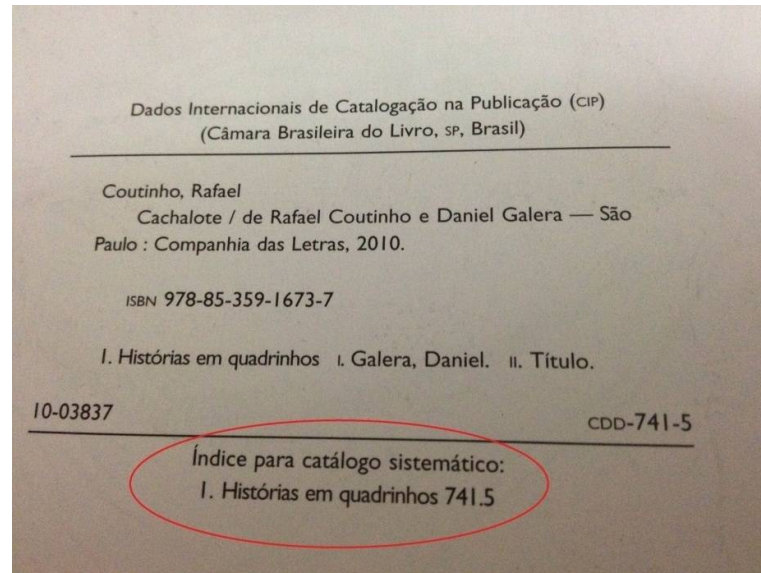 Dados Internacionais de Catalogação na Publicação (CIP)
(Câmara Brasileira do Livro, SP, Brasil)
Coutinho, Rafael
Cachalote / de Rafael Coutinho e Daniel Galera — São
Paulo : Companhia das Letras, 2010.
ISBN 978-85-359-1673-7
1. Histórias em quadrinhos I. Galera, Daniel. II. Título.
10-03837 CDD-741-5
Índice para catálogo sistemático:
1. Histórias em quadrinhos 741.5